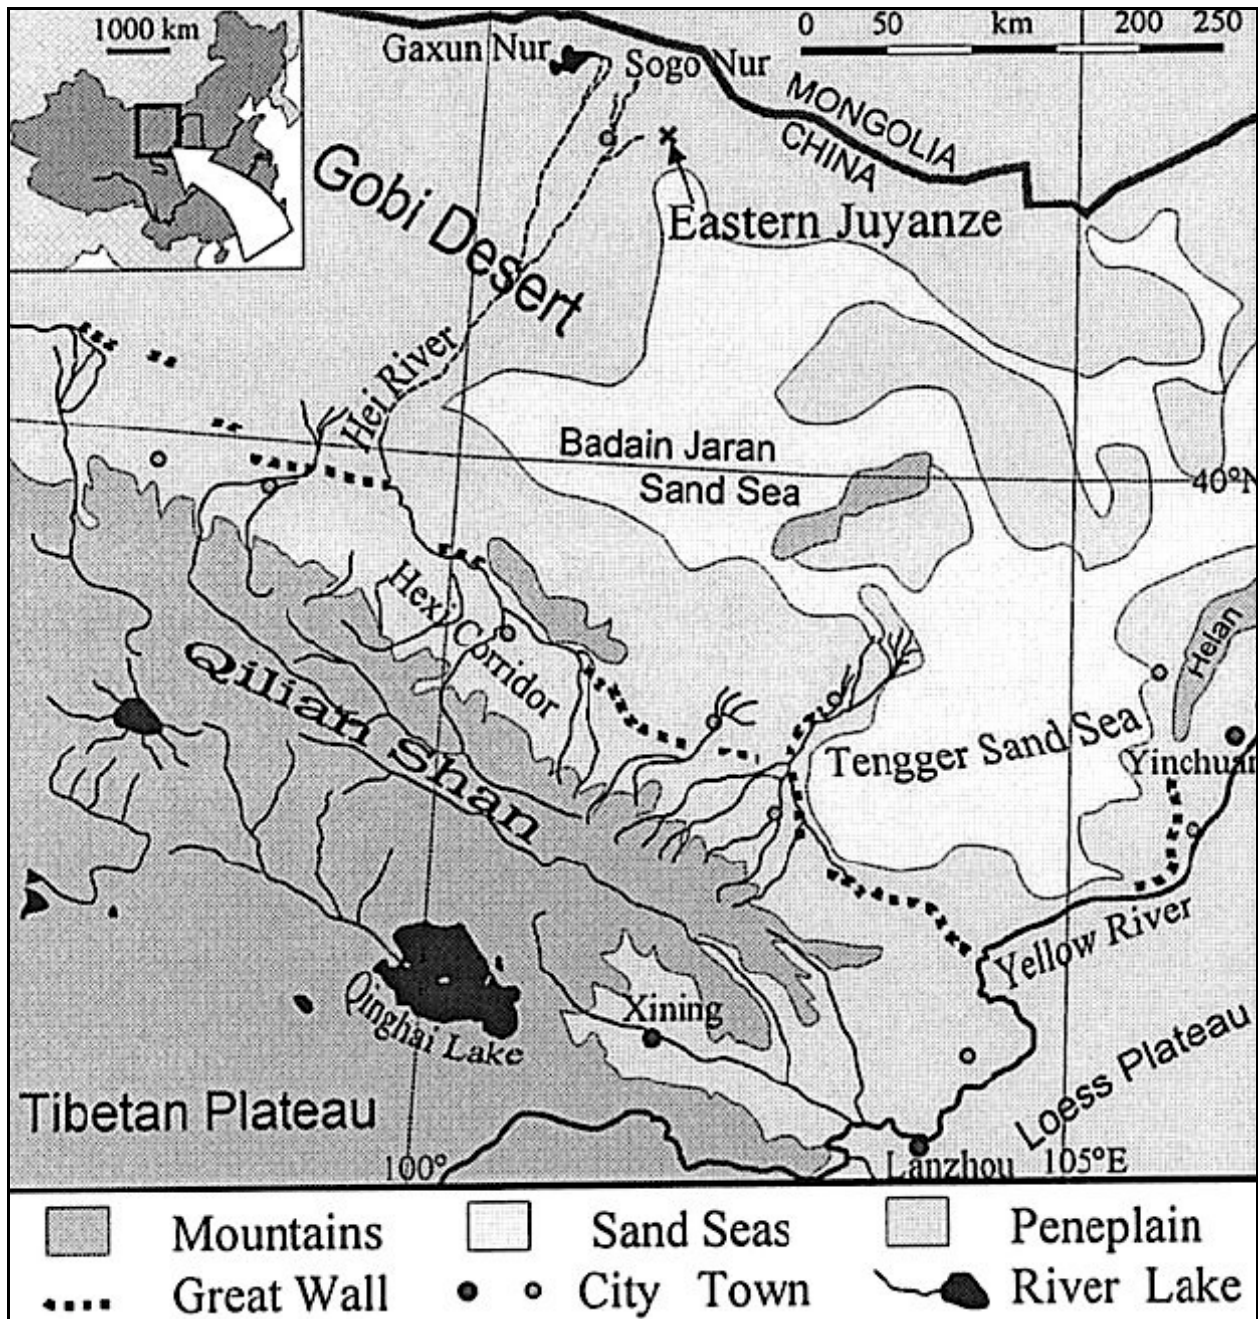 1000 km
0 50 km 200 250
Gaxun Nur
Sogo Nur
MONGOLIA
CHINA
Gobi Desert
Eastern Juyanze
Hei River
Badain Jaran
Sand Sea
40°N
Hexi Corridor
Helan
Qilian Shan
Tengger Sand Sea
Yinchuan
Yellow River
Xining
Qinghai Lake
Loess Plateau
Tibetan Plateau
100°
Lanzhou
105°E
Mountains
Sand Seas
Peneplain
Great Wall
City Town
River Lake